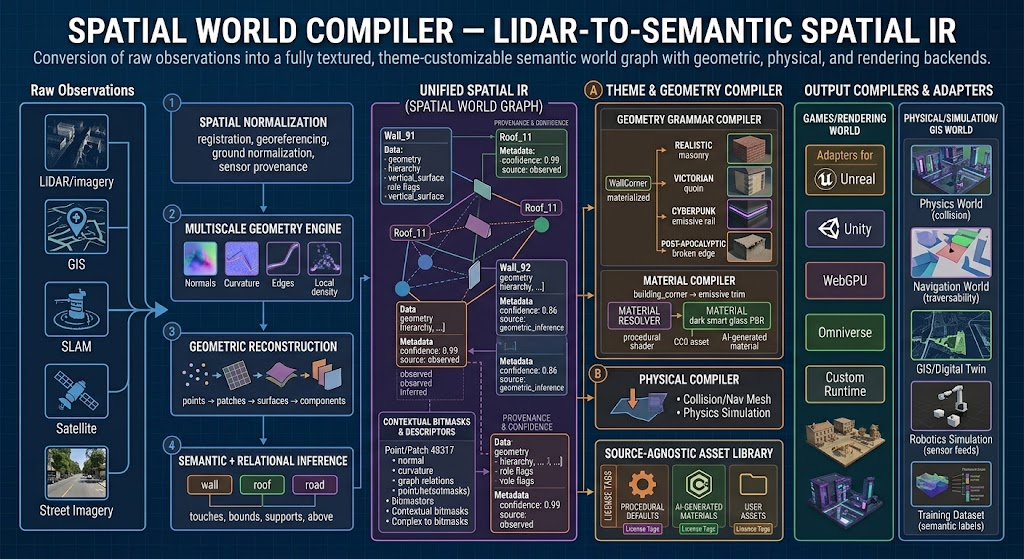 SPATIAL WORLD COMPILER — LIDAR-TO-SEMANTIC SPATIAL IR
Conversion of raw observations into a fully textured, theme-customizable semantic world graph with geometric, physical, and rendering backends.
Raw Observations
LIDAR/imagery
GIS
SLAM
Satellite
Street Imagery
1
SPATIAL NORMALIZATION
registration, georeferencing,
ground normalization,
sensor provenance
2
MULTISCALE GEOMETRY ENGINE
Normals
Curvature
Edges
Local
density
3
GEOMETRIC RECONSTRUCTION
points → patches → surfaces → components
4
SEMANTIC + RELATIONAL INFERENCE
wall
roof
road
touches, bounds, supports, above
UNIFIED SPATIAL IR
(SPATIAL WORLD GRAPH)
PROVENANCE & CONFIDENCE
Wall_91
Data:
- geometry
- hierarchy
- vertical_surface
role flags
- vertical_surface
Roof_11
Metadata
- confidence: 0.99
source: observed
Roof_11
Roof_11
Wall_92
geometry
hierarchy, ...]
Metadata
confidence: 0.86
source:
geometric_inference
Data
geometry
hierarchy, ...]
Metadata
confidence: 0.99
source: observed
observed
observed
Inferred
Metadata
confidence: 0.86
source:
geometric_inference
CONTEXTUAL BITMASKS
& DESCRIPTORS
Point/Patch 48317
• normal
• curvature
• graph relations
• Biomastors
• Contextual bitmasks
• Complex to bitmasks
PROVENANCE &
CONFIDENCE
Data
geometry
- role flags
- vole flags
Metadata
confidence: 0.99
source:
observed
A
THEME & GEOMETRY COMPILER
GEOMETRY GRAMMAR COMPILER
WallCorner
materialized
REALISTIC
masonry
VICTORIAN
quoin
CYBERPUNK
emissive rail
POST-APOCALYPTIC
broken edge
MATERIAL COMPILER
building_corner → emissive trim
MATERIAL
RESOLVER
MATERIAL
dark smart glass PBR
procedural
shader
CC0 asset
AI-generated
material
B
PHYSICAL COMPILER
• Collision/Nav Mesh
• Physics Simulation
SOURCE-AGNOSTIC ASSET LIBRARY
LICENSE TABS
PROCEDURAL
DEFAULTS
License Tage
AI-GENERATED
MATERIALS
License Tage
USER
ASSETS
OUTPUT COMPILERS & ADAPTERS
GAMES/RENDERING
WORLD
Adapters for
Unreal
Unity
WebGPU
Omniverse
Custom
Runtime
PHYSICAL/SIMULATION/
GIS WORLD
Physics World
(collision)
Navigation World
(traversability)
GIS/Digital Twin
Robotics Simulation
(sensor feeds)
Training Dataset
(semantic labels)